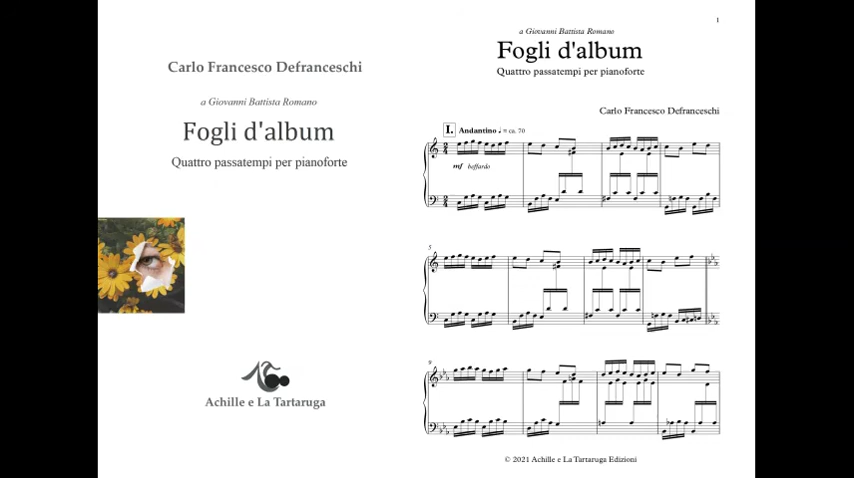 Carlo Francesco Defranceschi
a Giovanni Battista Romano
Fogli d'album
Quattro passatempi per pianoforte
Achille e La Tartaruga
1
a Giovanni Battista Romano
Fogli d'album
Quattro passatempi per pianoforte
Carlo Francesco Defranceschi
I. Andantino ♩ = ca. 70
mf beffardo
5
9
© 2021 Achille e La Tartaruga Edizioni